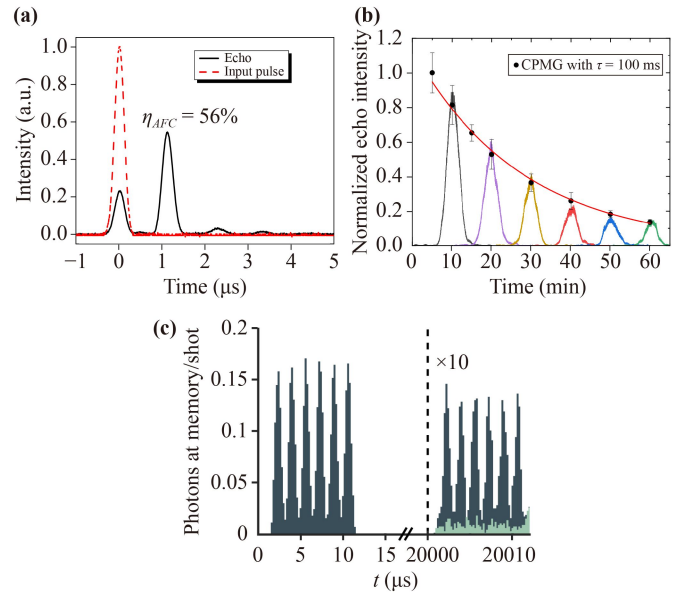 (a)
Intensity (a.u.)
1.0
0.8
0.6
0.4
0.2
0.0
Echo
Input pulse
η_AFC = 56%
−1 0 1 2 3 4 5
Time (μs)
(b)
Normalized echo intensity
1.2
1.0
0.8
0.6
0.4
0.2
0.0
CPMG with τ = 100 ms
0 10 20 30 40 50 60
Time (min)
(c)
Photons at memory/shot
0.2
0.15
0.1
0.05
0
×10
0 5 10 15 20000 20010
t (μs)